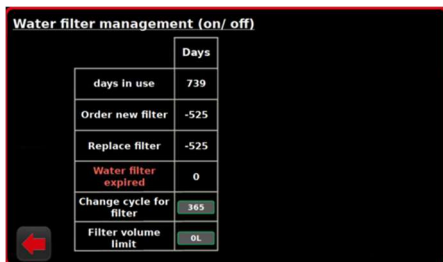 Water filter management (on/ off)
Days
days in use 739
Order new filter -525
Replace filter -525
Water filter
expired 0
Change cycle for
filter 365
Filter volume
limit 0L